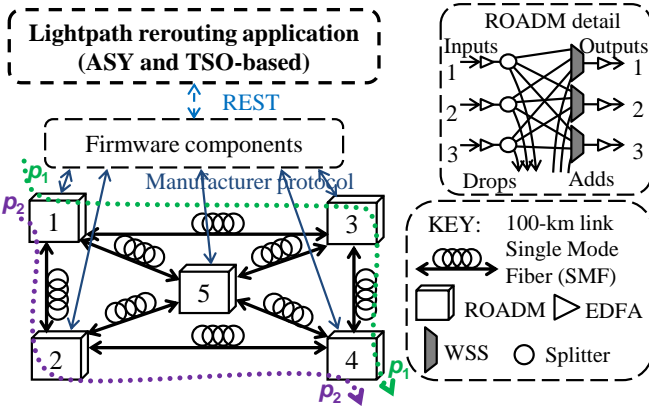 Lightpath rerouting application
(ASY and TSO-based)
REST
Firmware components
Manufacturer protocol
p1
p2
1
3
5
2
4
p2
p1
ROADM detail
Inputs
Outputs
1
1
2
2
3
3
Drops
Adds
KEY:
100-km link
Single Mode
Fiber (SMF)
ROADM
EDFA
WSS
Splitter